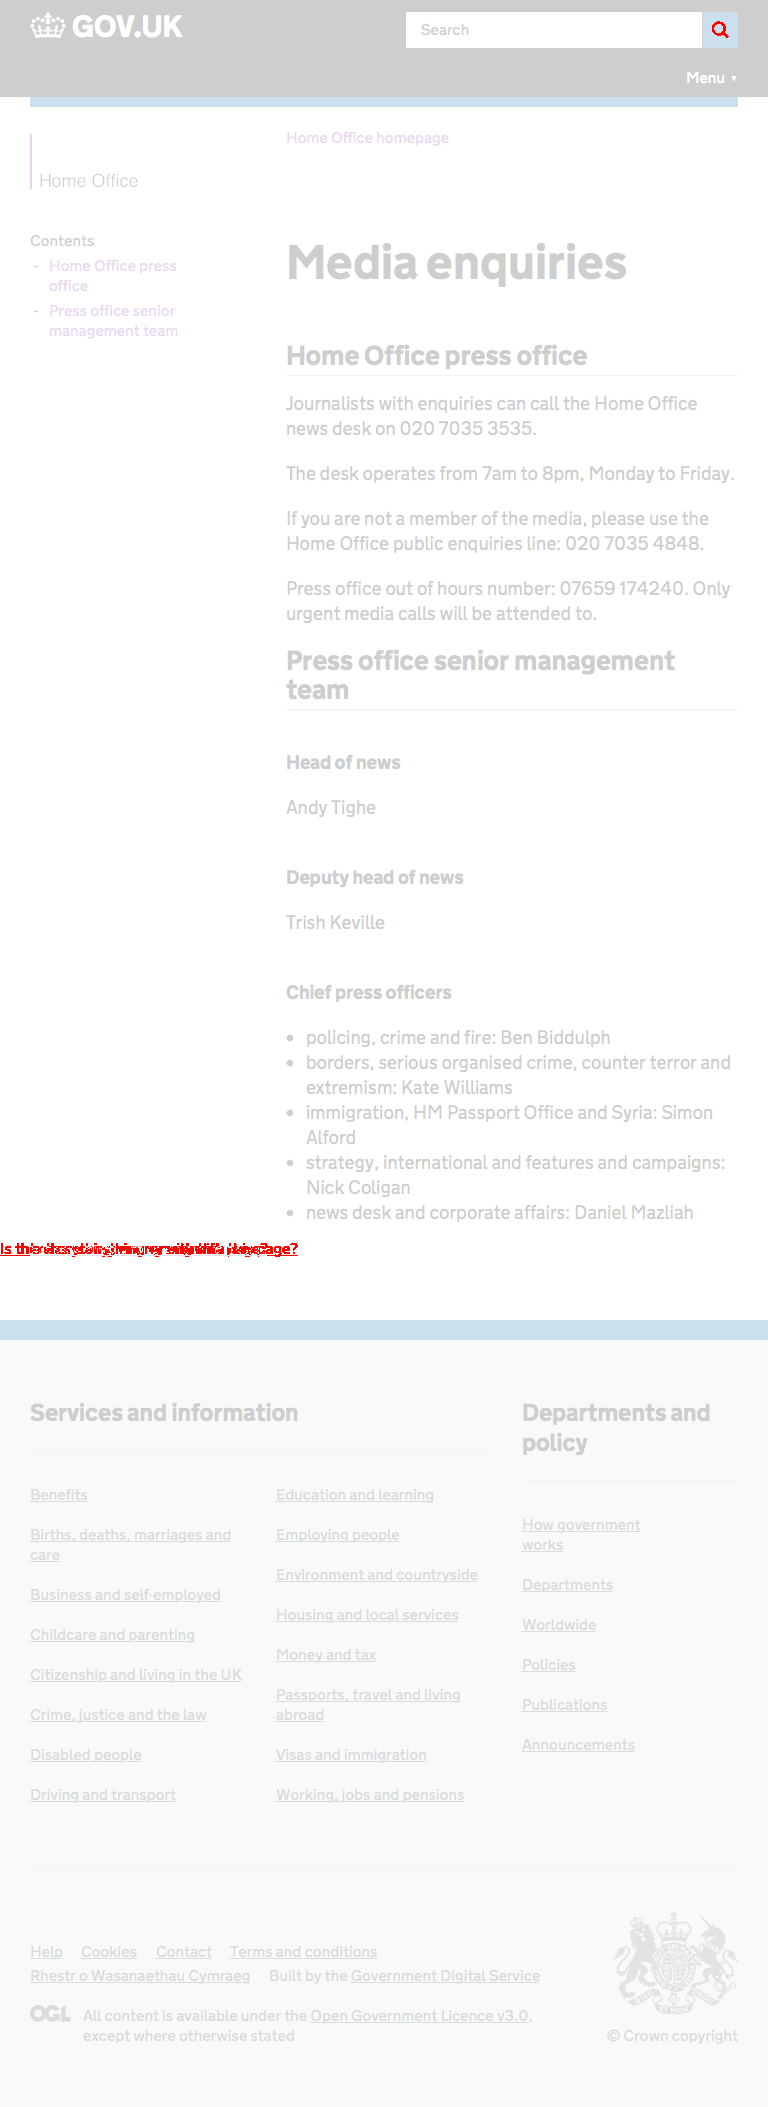 GOV.UK
Search
Menu ▼
Home Office homepage
Home Office
Contents
- Home Office press
office
- Press office senior
management team
Media enquiries
Home Office press office
Journalists with enquiries can call the Home Office
news desk on 020 7035 3535.
The desk operates from 7am to 8pm, Monday to Friday.
If you are not a member of the media, please use the
Home Office public enquiries line: 020 7035 4848.
Press office out of hours number: 07659 174240. Only
urgent media calls will be attended to.
Press office senior management
team
Head of news
Andy Tighe
Deputy head of news
Trish Keville
Chief press officers
• policing, crime and fire: Ben Biddulph
• borders, serious organised crime, counter terror and
extremism: Kate Williams
• immigration, HM Passport Office and Syria: Simon
Alford
• strategy, international and features and campaigns:
Nick Coligan
• news desk and corporate affairs: Daniel Mazliah
Is page?
Services and information
Benefits
Births, deaths, marriages and
care
Business and self-employed
Childcare and parenting
Citizenship and living in the UK
Crime, justice and the law
Disabled people
Driving and transport
Education and learning
Employing people
Environment and countryside
Housing and local services
Money and tax
Passports, travel and living
abroad
Visas and immigration
Working, jobs and pensions
Departments and
policy
How government
works
Departments
Worldwide
Policies
Publications
Announcements
Help Cookies Contact Terms and conditions
Rhestr o Wasanaethau Cymraeg Built by the Government Digital Service
OGL All content is available under the Open Government Licence v3.0,
except where otherwise stated
© Crown copyright